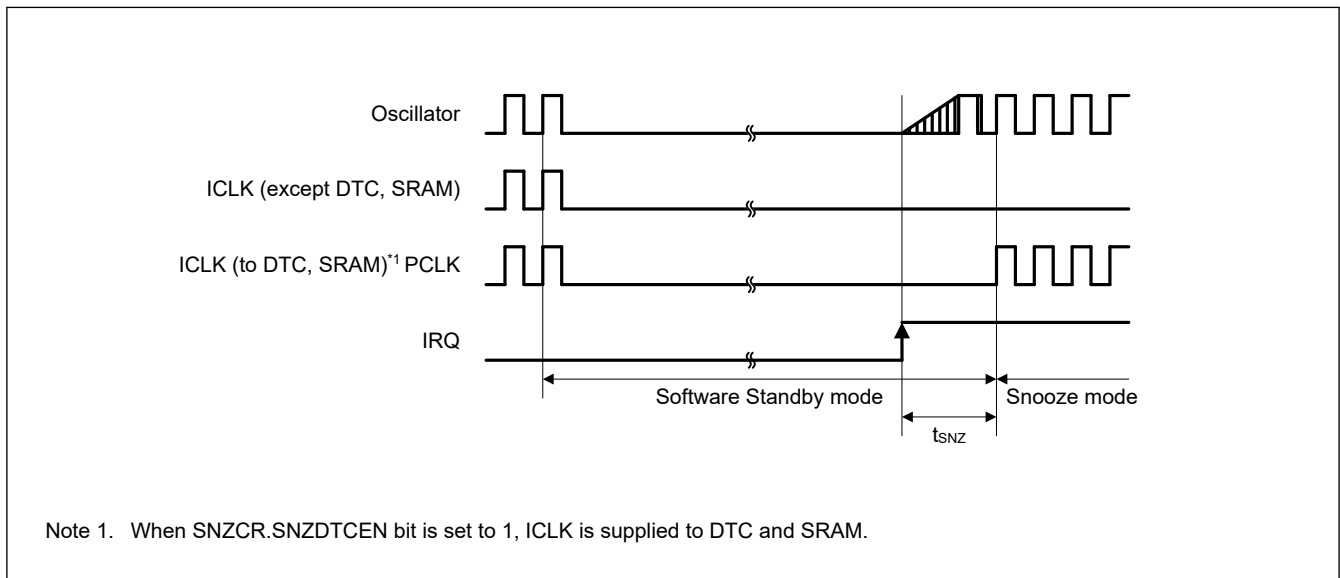 Oscillator
ICLK (except DTC, SRAM)
ICLK (to DTC, SRAM)*1 PCLK
IRQ
Software Standby mode
Snooze mode
tSNZ
Note 1. When SNZCR.SNZDTCEN bit is set to 1, ICLK is supplied to DTC and SRAM.